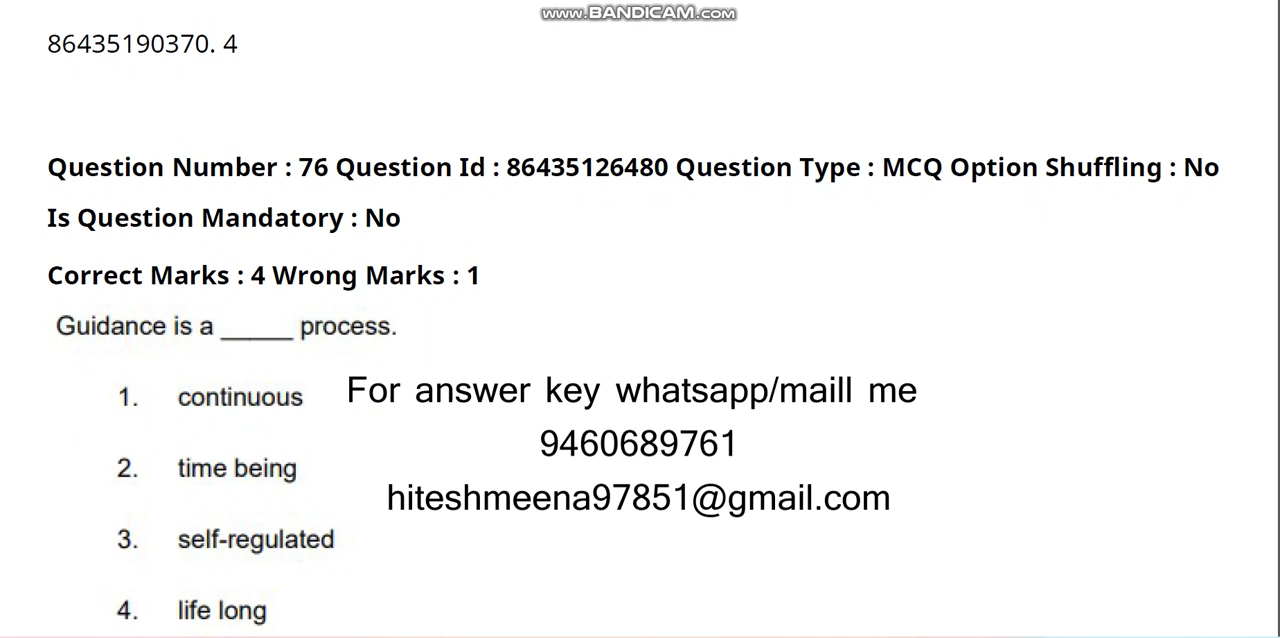 www.BANDICAM.com
86435190370. 4
Question Number : 76 Question Id : 86435126480 Question Type : MCQ Option Shuffling : No
Is Question Mandatory : No
Correct Marks : 4 Wrong Marks : 1
Guidance is a _____ process.
1. continuous
For answer key whatsapp/maill me
9460689761
2. time being
hiteshmeena97851@gmail.com
3. self-regulated
4. life long